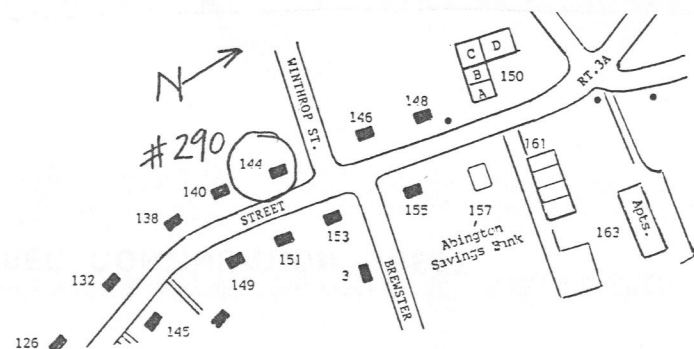 N
#290
WINTHROP ST.
C D
B
A
150
RT.3A
146
148
144
140
138
STREET
132
126
153
151
149
145
3
BREWSTER
155
157
Abington
Savings Bank
161
163
Apts.